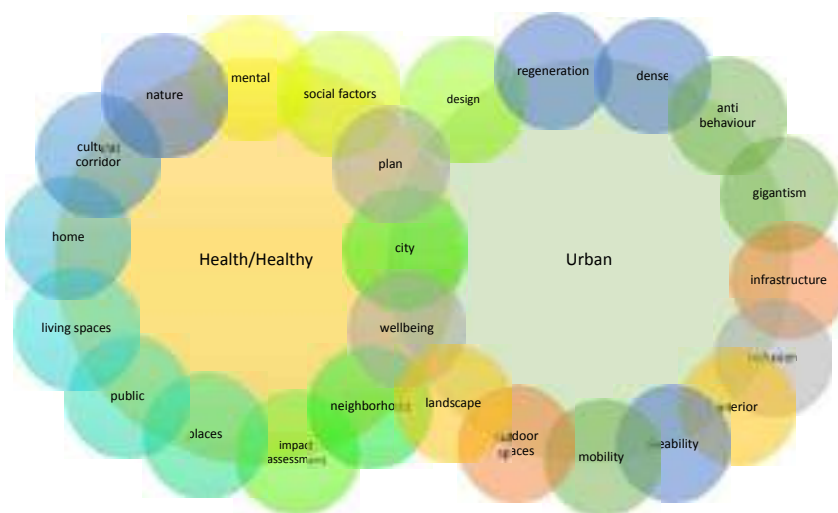 mental
regeneration
dense
nature
social factors
design
anti
behaviour
plan
corridor
gigantism
home
city
Health/Healthy
Urban
infrastructure
living spaces
wellbeing
public
neighborhood
landscape
places
mobility
impact
assessment